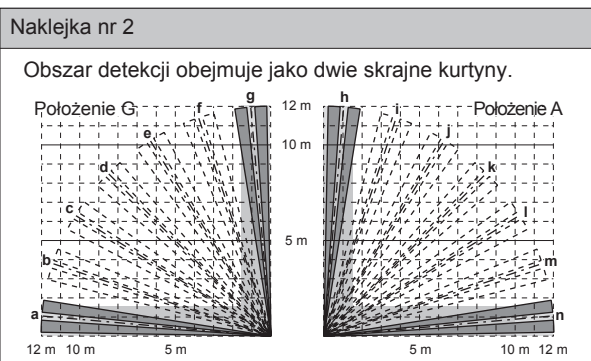 Naklejka nr 2
Obszar detekcji obejmuje jako dwie skrajne kurtyny.
Położenie G
g
12 m
h
Położenie A
f
i
e
10 m
j
d
k
c
l
5 m
b
m
a
n
12 m 10 m 5 m 5 m 10 m 12 m